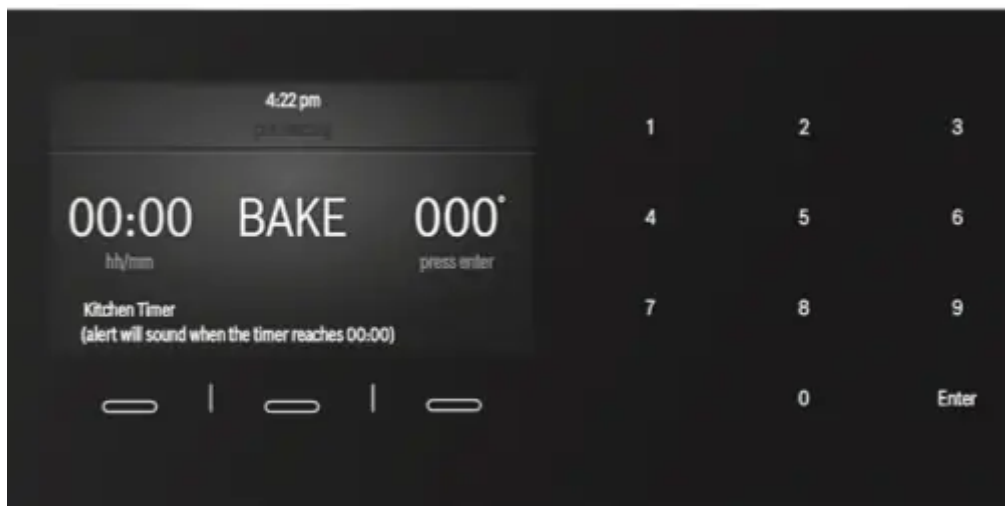 4:22 pm
00:00 BAKE 000°
hh/mm press enter
Kitchen Timer
(alert will sound when the timer reaches 00:00)
1 2 3
4 5 6
7 8 9
0 Enter